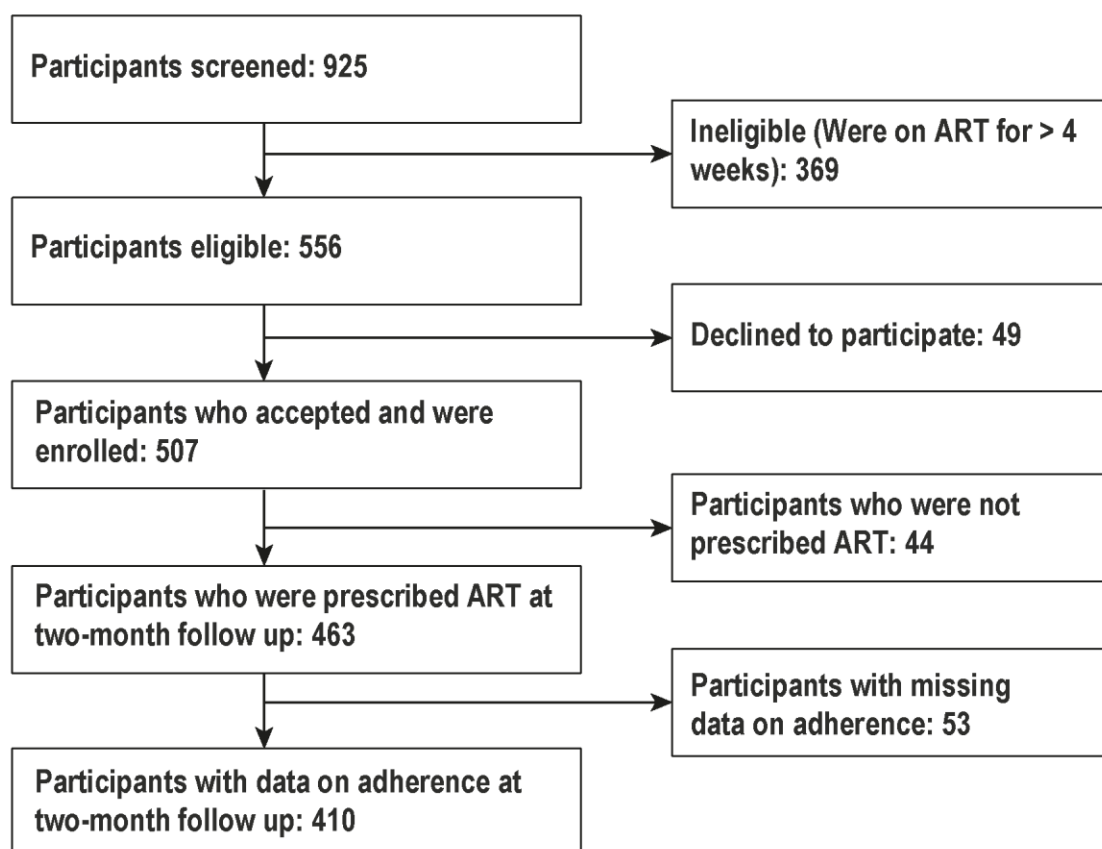 Participants screened: 925
Ineligible (Were on ART for > 4
weeks): 369
Participants eligible: 556
Declined to participate: 49
Participants who accepted and were
enrolled: 507
Participants who were not
prescribed ART: 44
Participants who were prescribed ART at
two-month follow up: 463
Participants with missing
data on adherence: 53
Participants with data on adherence at
two-month follow up: 410